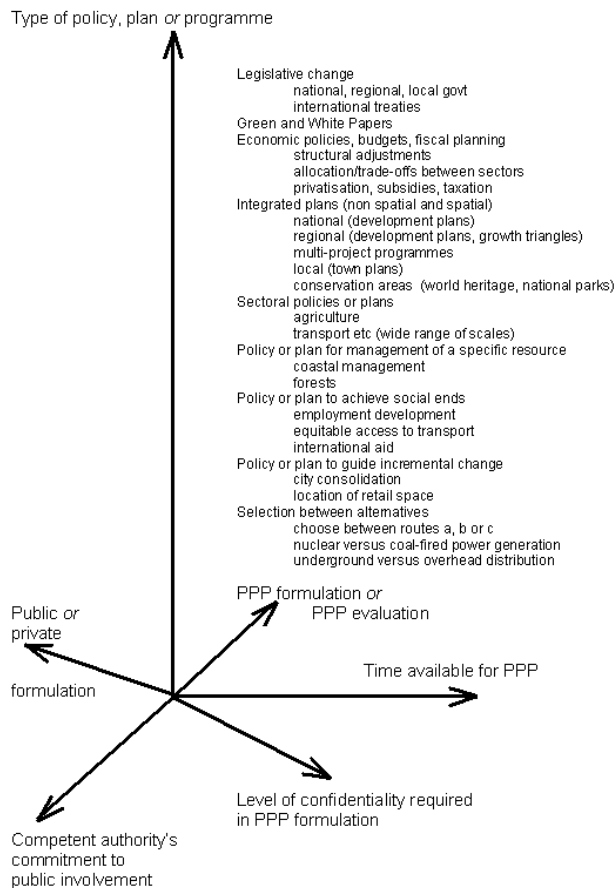 Type of policy, plan or programme
Legislative change
national, regional, local govt
international treaties
Green and White Papers
Economic policies, budgets, fiscal planning
structural adjustments
allocation/trade-offs between sectors
privatisation, subsidies, taxation
Integrated plans (non spatial and spatial)
national (development plans)
regional (development plans, growth triangles)
multi-project programmes
local (town plans)
conservation areas (world heritage, national parks)
Sectoral policies or plans
agriculture
transport etc (wide range of scales)
Policy or plan for management of a specific resource
coastal management
forests
Policy or plan to achieve social ends
employment development
equitable access to transport
international aid
Policy or plan to guide incremental change
city consolidation
location of retail space
Selection between alternatives
choose between routes a, b or c
nuclear versus coal-fired power generation
underground versus overhead distribution
PPP formulation or
PPP evaluation
Public or
private
formulation
Time available for PPP
Level of confidentiality required
in PPP formulation
Competent authority's
commitment to
public involvement